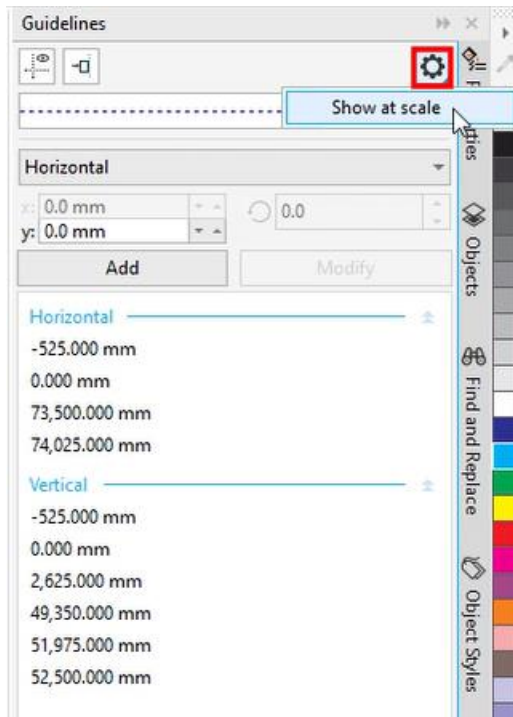 Guidelines
Show at scale
Horizontal
x: 0.0 mm
0.0
y: 0.0 mm
Add
Modify
Horizontal
-525.000 mm
0.000 mm
73,500.000 mm
74,025.000 mm
Vertical
-525.000 mm
0.000 mm
2,625.000 mm
49,350.000 mm
51,975.000 mm
52,500.000 mm
Objects
Find and Replace
Object Styles